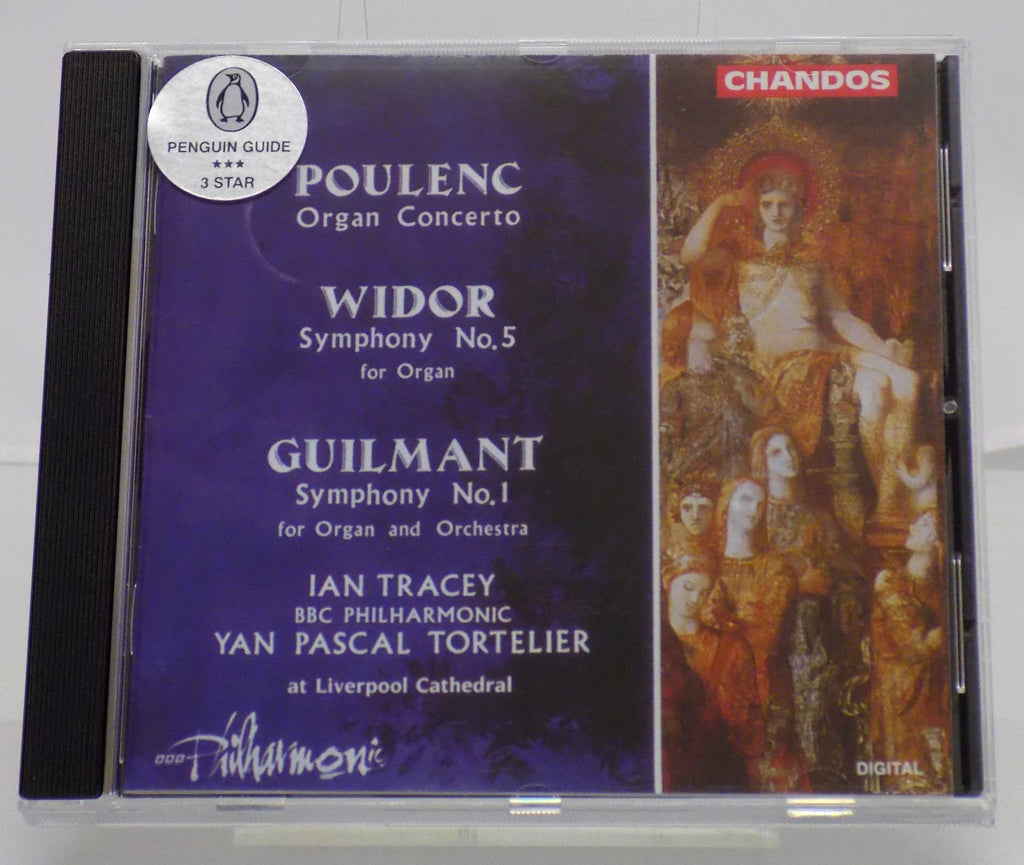 PENGUIN GUIDE
★★★
3 STAR
CHANDOS
POULENC
Organ Concerto
WIDOR
Symphony No.5
for Organ
GUILMANT
Symphony No.1
for Organ and Orchestra
IAN TRACEY
BBC PHILHARMONIC
YAN PASCAL TORTELIER
at Liverpool Cathedral
BBC Philharmonic
DIGITAL